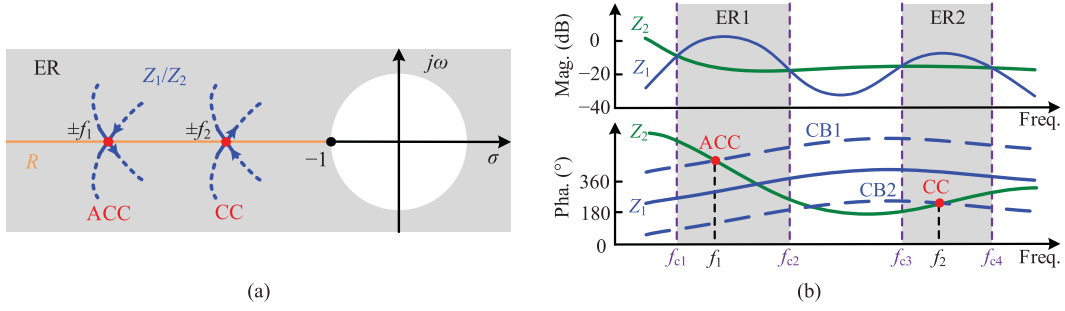 ER
Z1/Z2
jω
±f1
±f2
−1
σ
R
ACC
CC
(a)
ER1
ER2
Mag. (dB)
Z2
Z1
0
−20
−40
Freq.
Pha. (°)
Z2
ACC
CB1
360
Z1
CB2
CC
180
0
fc1
f1
fc2
fc3
f2
fc4
Freq.
(b)